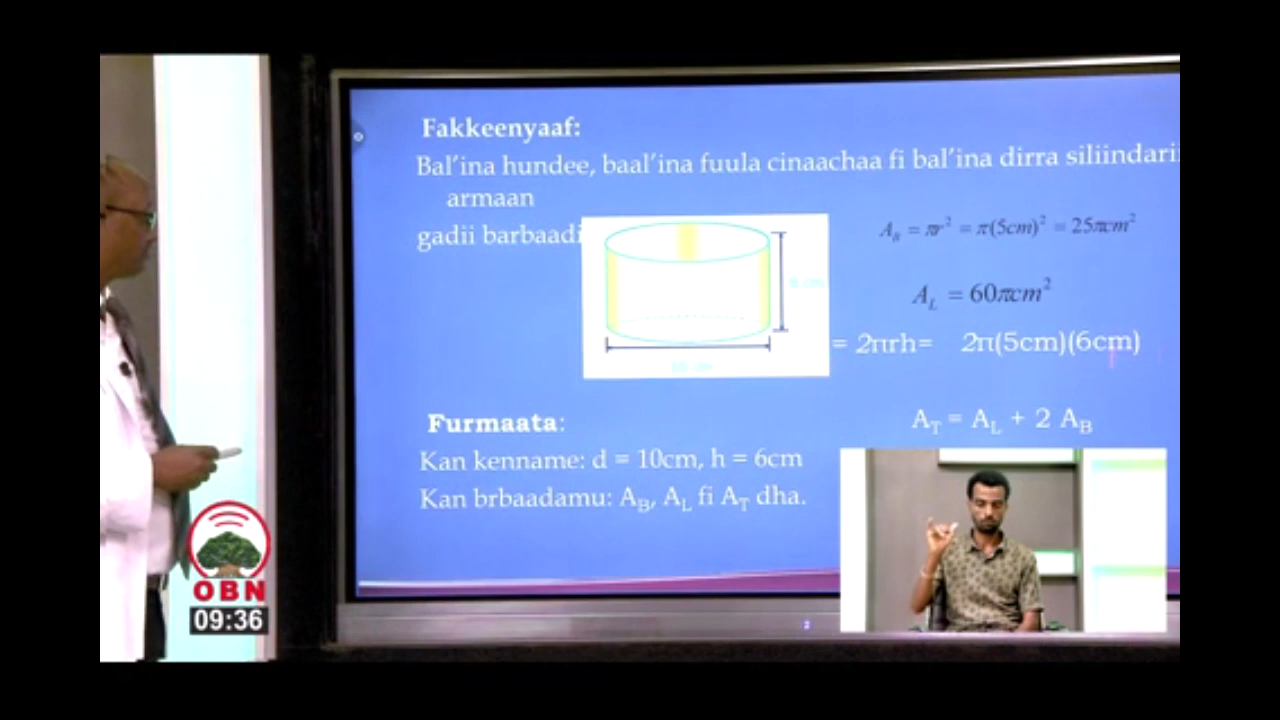 Fakkeenyaaf:
Bal'ina hundee, baal'ina fuula cinaachaa fi bal'ina dirra
armaan
gadii barbaadi
A_B = πr² = π(5cm)² = 25πcm²
A_L = 60πcm²
= 2πrh= 2π(5cm)(6cm)
A_T = A_L + 2 A_B
Furmaata:
Kan kenname: d = 10cm, h = 6cm
Kan brbaadamu: A_B, A_L fi A_T dha.
OBN
09:36
2